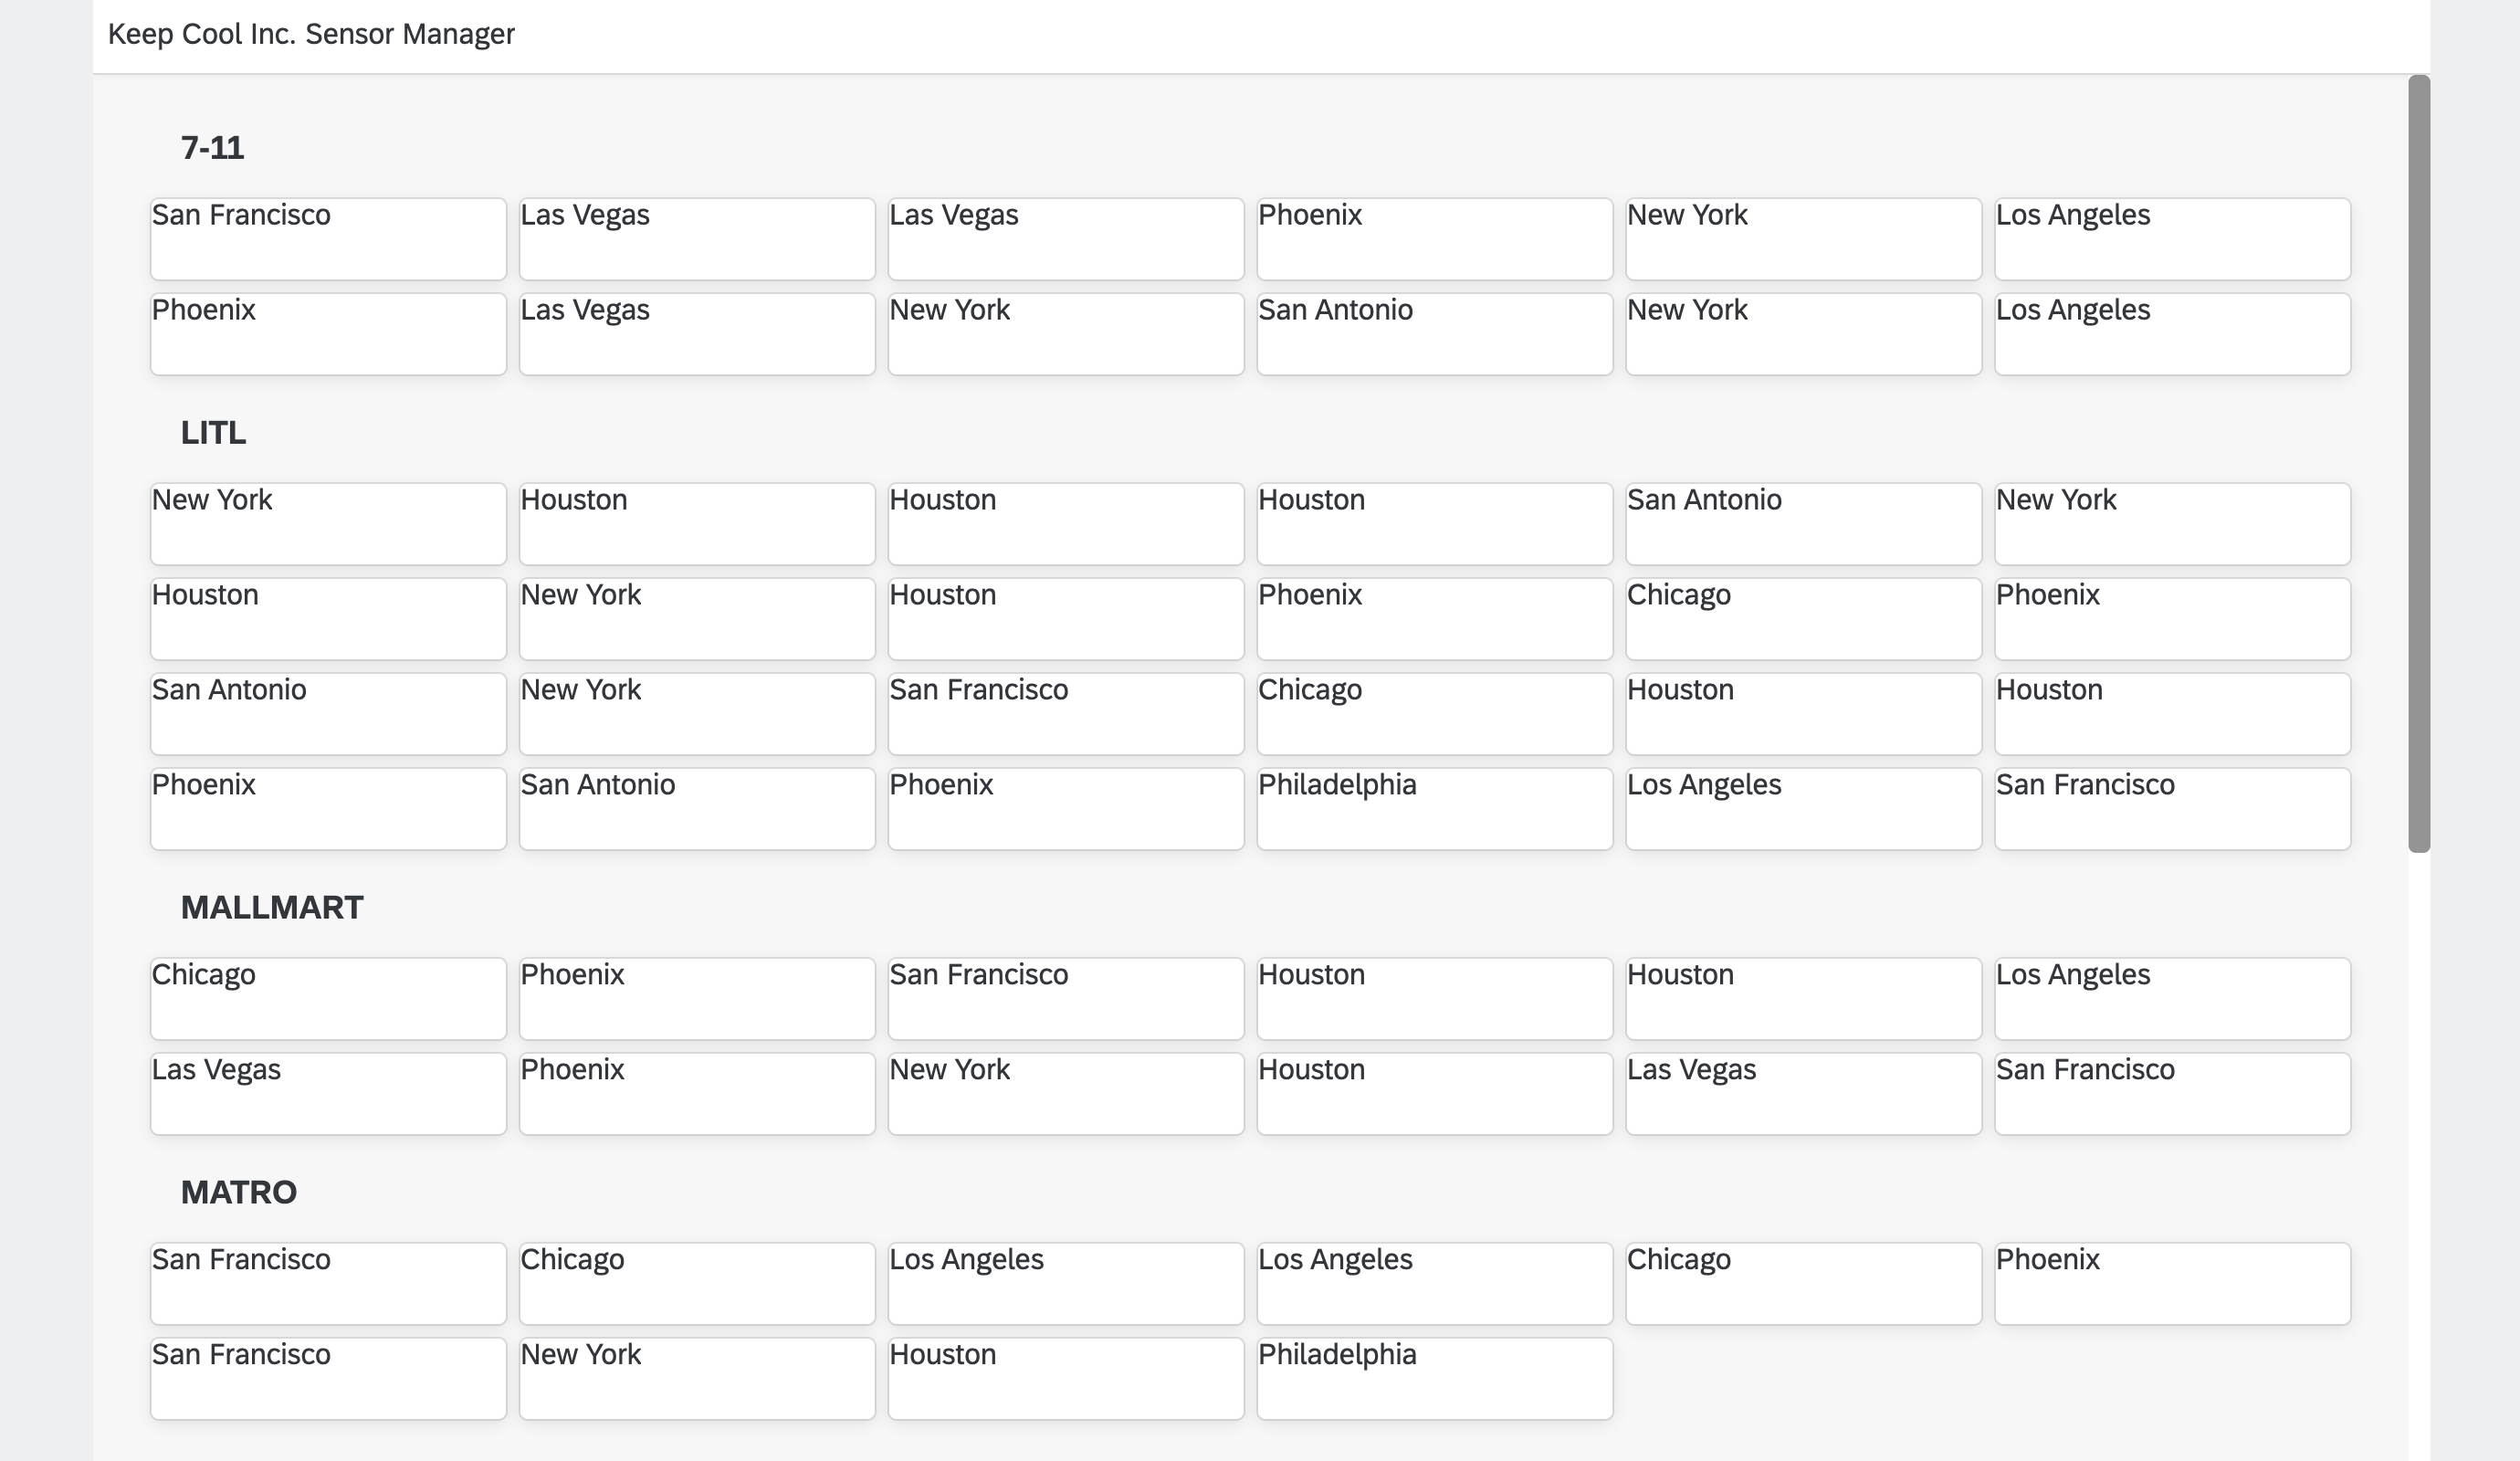 Keep Cool Inc. Sensor Manager
7-11
San Francisco Las Vegas Las Vegas Phoenix New York Los Angeles
Phoenix Las Vegas New York San Antonio New York Los Angeles
LITL
New York Houston Houston Houston San Antonio New York
Houston New York Houston Phoenix Chicago Phoenix
San Antonio New York San Francisco Chicago Houston Houston
Phoenix San Antonio Phoenix Philadelphia Los Angeles San Francisco
MALLMART
Chicago Phoenix San Francisco Houston Houston Los Angeles
Las Vegas Phoenix New York Houston Las Vegas San Francisco
MATRO
San Francisco Chicago Los Angeles Los Angeles Chicago Phoenix
San Francisco New York Houston Philadelphia